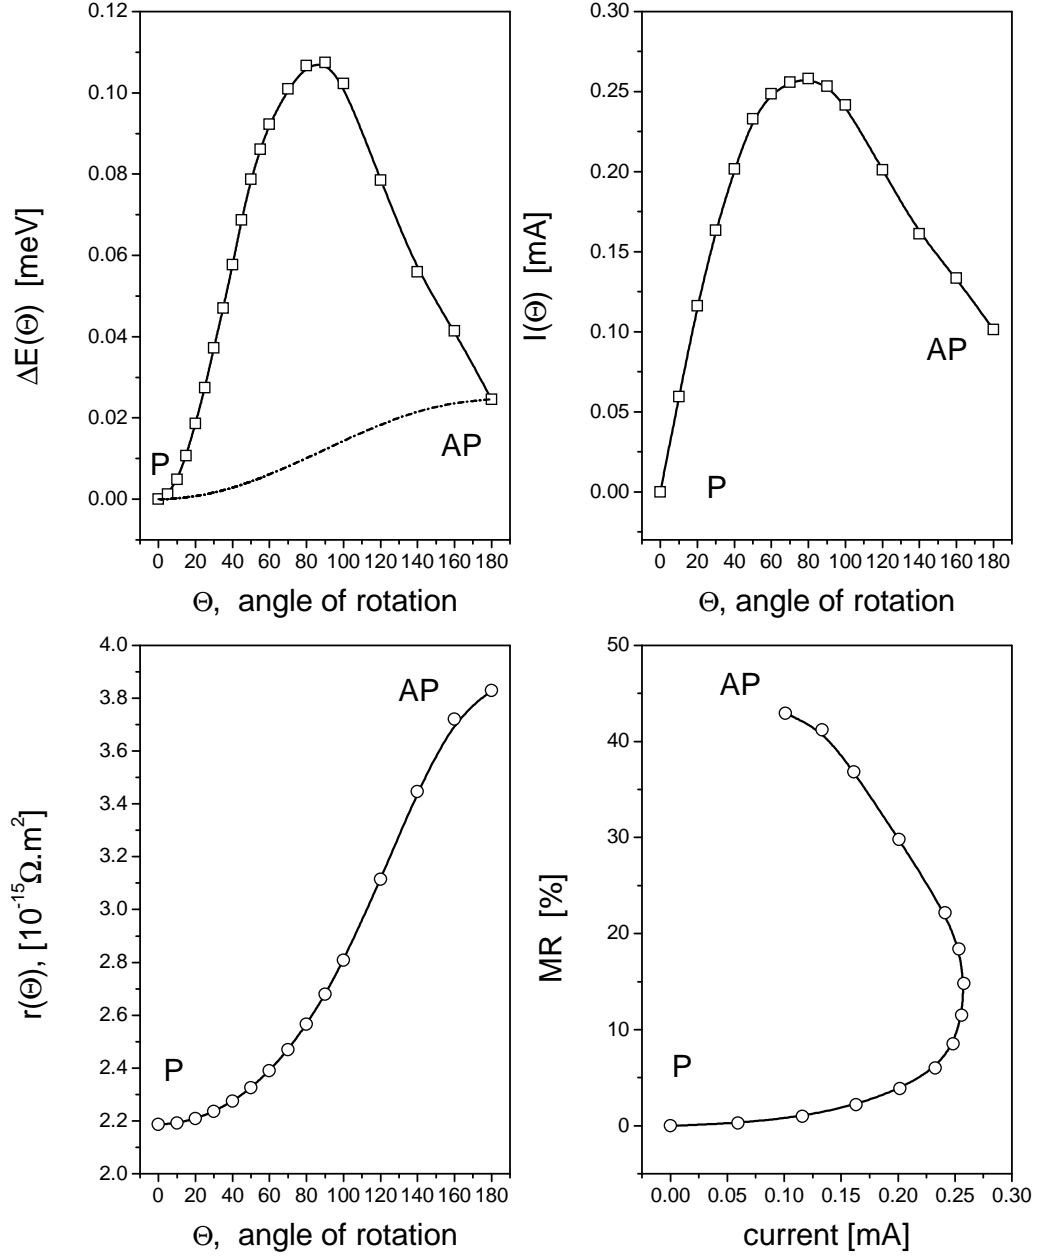 0.12
0.10
0.08
0.06
0.04
0.02
0.00
ΔE(Θ) [meV]
P
AP
0 20 40 60 80 100 120 140 160 180
Θ, angle of rotation
0.30
0.25
0.20
0.15
0.10
0.05
0.00
I(Θ) [mA]
AP
P
0 20 40 60 80 100 120 140 160 180
Θ, angle of rotation
4.0
3.8
3.6
3.4
3.2
3.0
2.8
2.6
2.4
2.2
2.0
r(Θ), [10⁻¹⁵Ω.m²]
AP
P
0 20 40 60 80 100 120 140 160 180
Θ, angle of rotation
50
40
30
20
10
0
MR [%]
AP
P
0.00 0.05 0.10 0.15 0.20 0.25 0.30
current [mA]